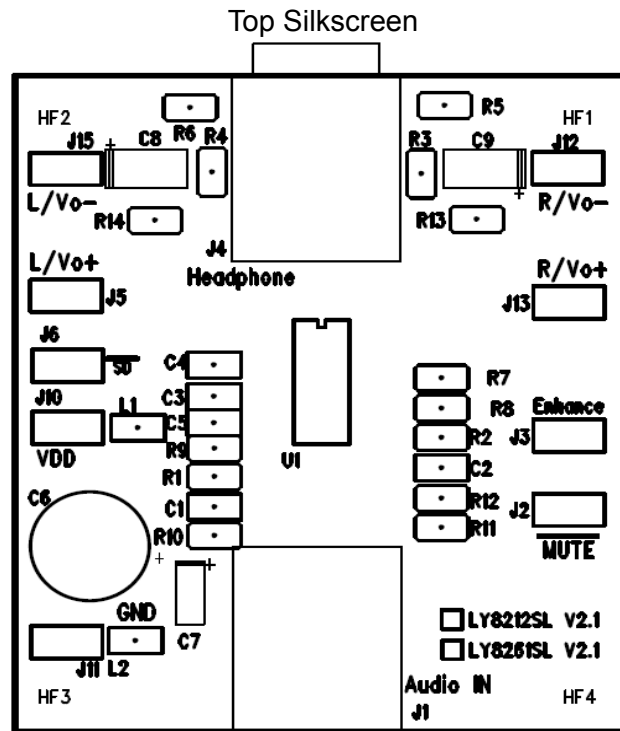 Top Silkscreen
HF2
HF1
R6
R5
J15
C8
R4
R3
C9
J12
L/Vo-
R/Vo-
R14
R13
J4
Headphone
L/Vo+
J5
R/Vo+
J13
J6
SD
C4
J10
L1
C3
C5
R9
VDD
R1
C1
R10
U1
R7
R8
R2
C2
R12
R11
Enhance
J3
J2
MUTE
C6
+
+
C7
GND
J11
L2
LY8212SL V2.1
LY8261SL V2.1
Audio IN
J1
HF3
HF4